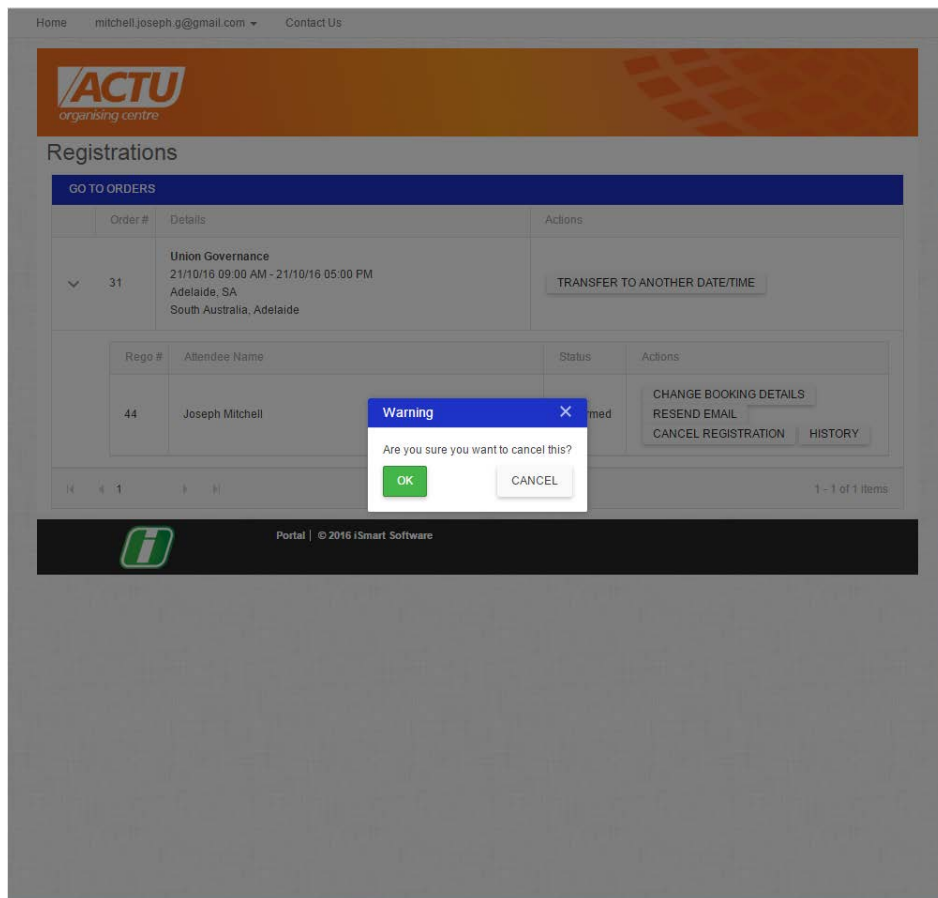 Home mitchell.joseph.g@gmail.com Contact Us
ACTU
organising centre
Registrations
GO TO ORDERS
Order # Details Actions
31
Union Governance
21/10/16 09:00 AM - 21/10/16 05:00 PM
Adelaide, SA
South Australia, Adelaide
TRANSFER TO ANOTHER DATE/TIME
Rego # Attendee Name Status Actions
44 Joseph Mitchell rmed
CHANGE BOOKING DETAILS
RESEND EMAIL
CANCEL REGISTRATION HISTORY
Warning
Are you sure you want to cancel this?
OK CANCEL
1 1 - 1 of 1 items
Portal | © 2016 iSmart Software